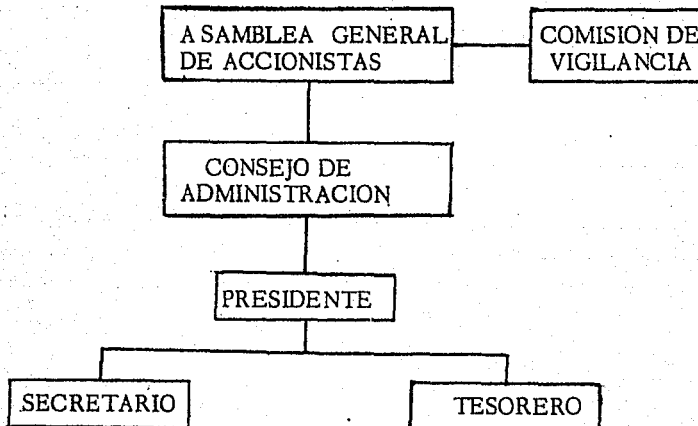 ASAMBLEA GENERAL
DE ACCIONISTAS
COMISION DE
VIGILANCIA
CONSEJO DE
ADMINISTRACION
PRESIDENTE
SECRETARIO
TESORERO